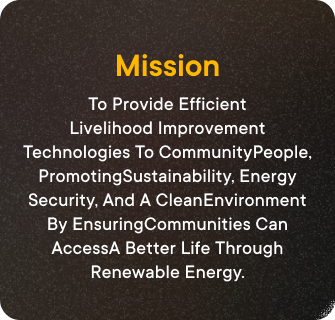 Mission
To Provide Efficient
Livelihood Improvement
Technologies To CommunityPeople,
PromotingSustainability, Energy
Security, And A CleanEnvironment
By EnsuringCommunities Can
AccessA Better Life Through
Renewable Energy.